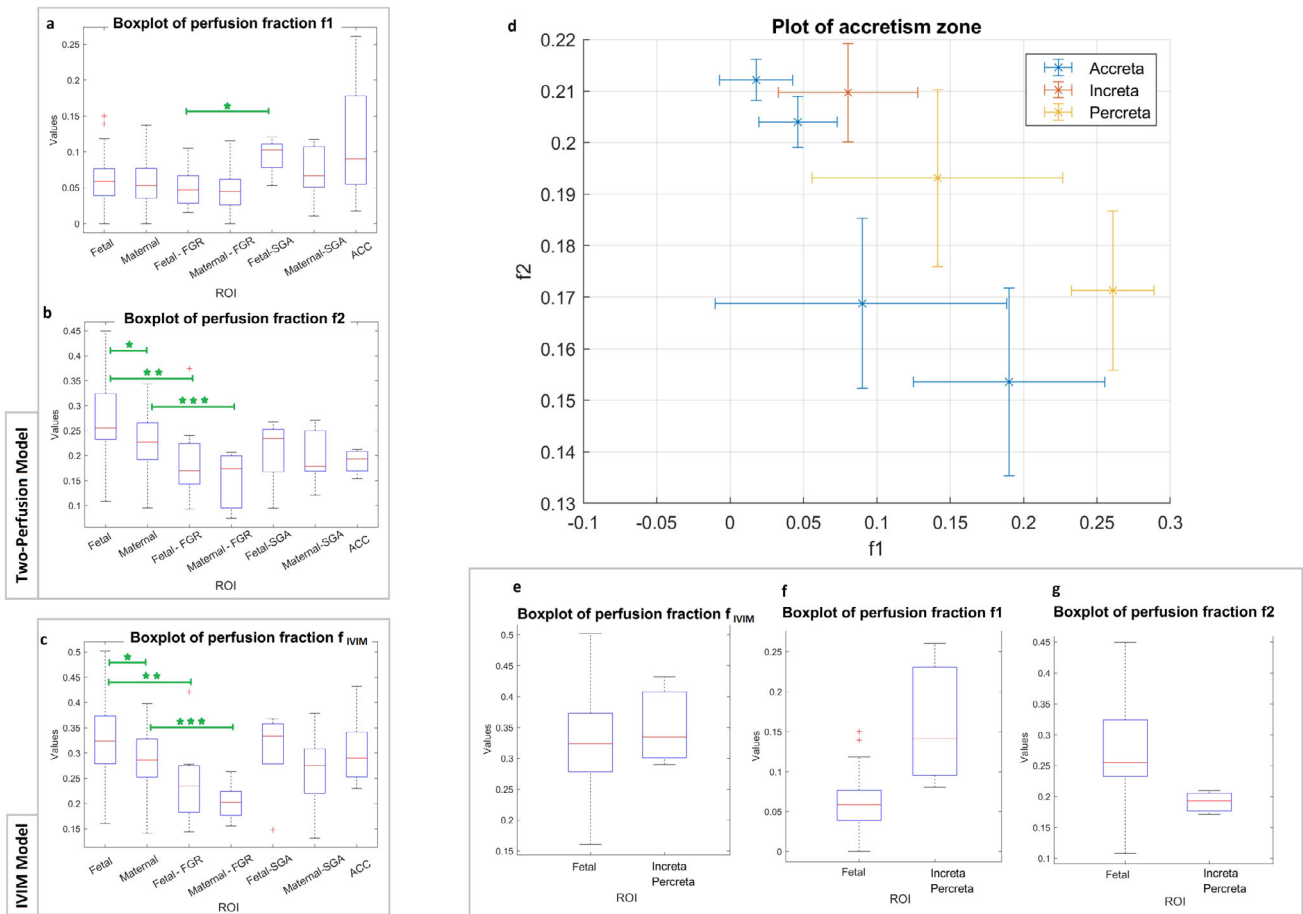 a
Boxplot of perfusion fraction f1
0.25
0.2
0.15
0.1
0.05
0
Values
*
Fetal
Maternal
Fetal - FGR
Maternal - FGR
Fetal-SGA
Maternal-SGA
ACC
ROI
b
Boxplot of perfusion fraction f2
0.45
0.4
0.35
0.3
0.25
0.2
0.15
0.1
Values
*
* *
* * *
Fetal
Maternal
Fetal - FGR
Maternal - FGR
Fetal-SGA
Maternal-SGA
ACC
ROI
Two-Perfusion Model
c
Boxplot of perfusion fraction f IVIM
0.5
0.45
0.4
0.35
0.3
0.25
0.2
0.15
Values
*
* *
* * *
Fetal
Maternal
Fetal - FGR
Maternal - FGR
Fetal-SGA
Maternal-SGA
ACC
ROI
IVIM Model
d
Plot of accretism zone
0.22
0.21
0.2
0.19
0.18
0.17
0.16
0.15
0.14
0.13
f2
Accreta
Increta
Percreta
-0.1 -0.05 0 0.05 0.1 0.15 0.2 0.25 0.3
f1
e
Boxplot of perfusion fraction f IVIM
0.5
0.45
0.4
0.35
0.3
0.25
0.2
0.15
Values
Fetal
Increta
Percreta
ROI
f
Boxplot of perfusion fraction f1
0.25
0.2
0.15
0.1
0.05
0
Values
Fetal
Increta
Percreta
ROI
g
Boxplot of perfusion fraction f2
0.45
0.4
0.35
0.3
0.25
0.2
0.15
0.1
Values
Fetal
Increta
Percreta
ROI